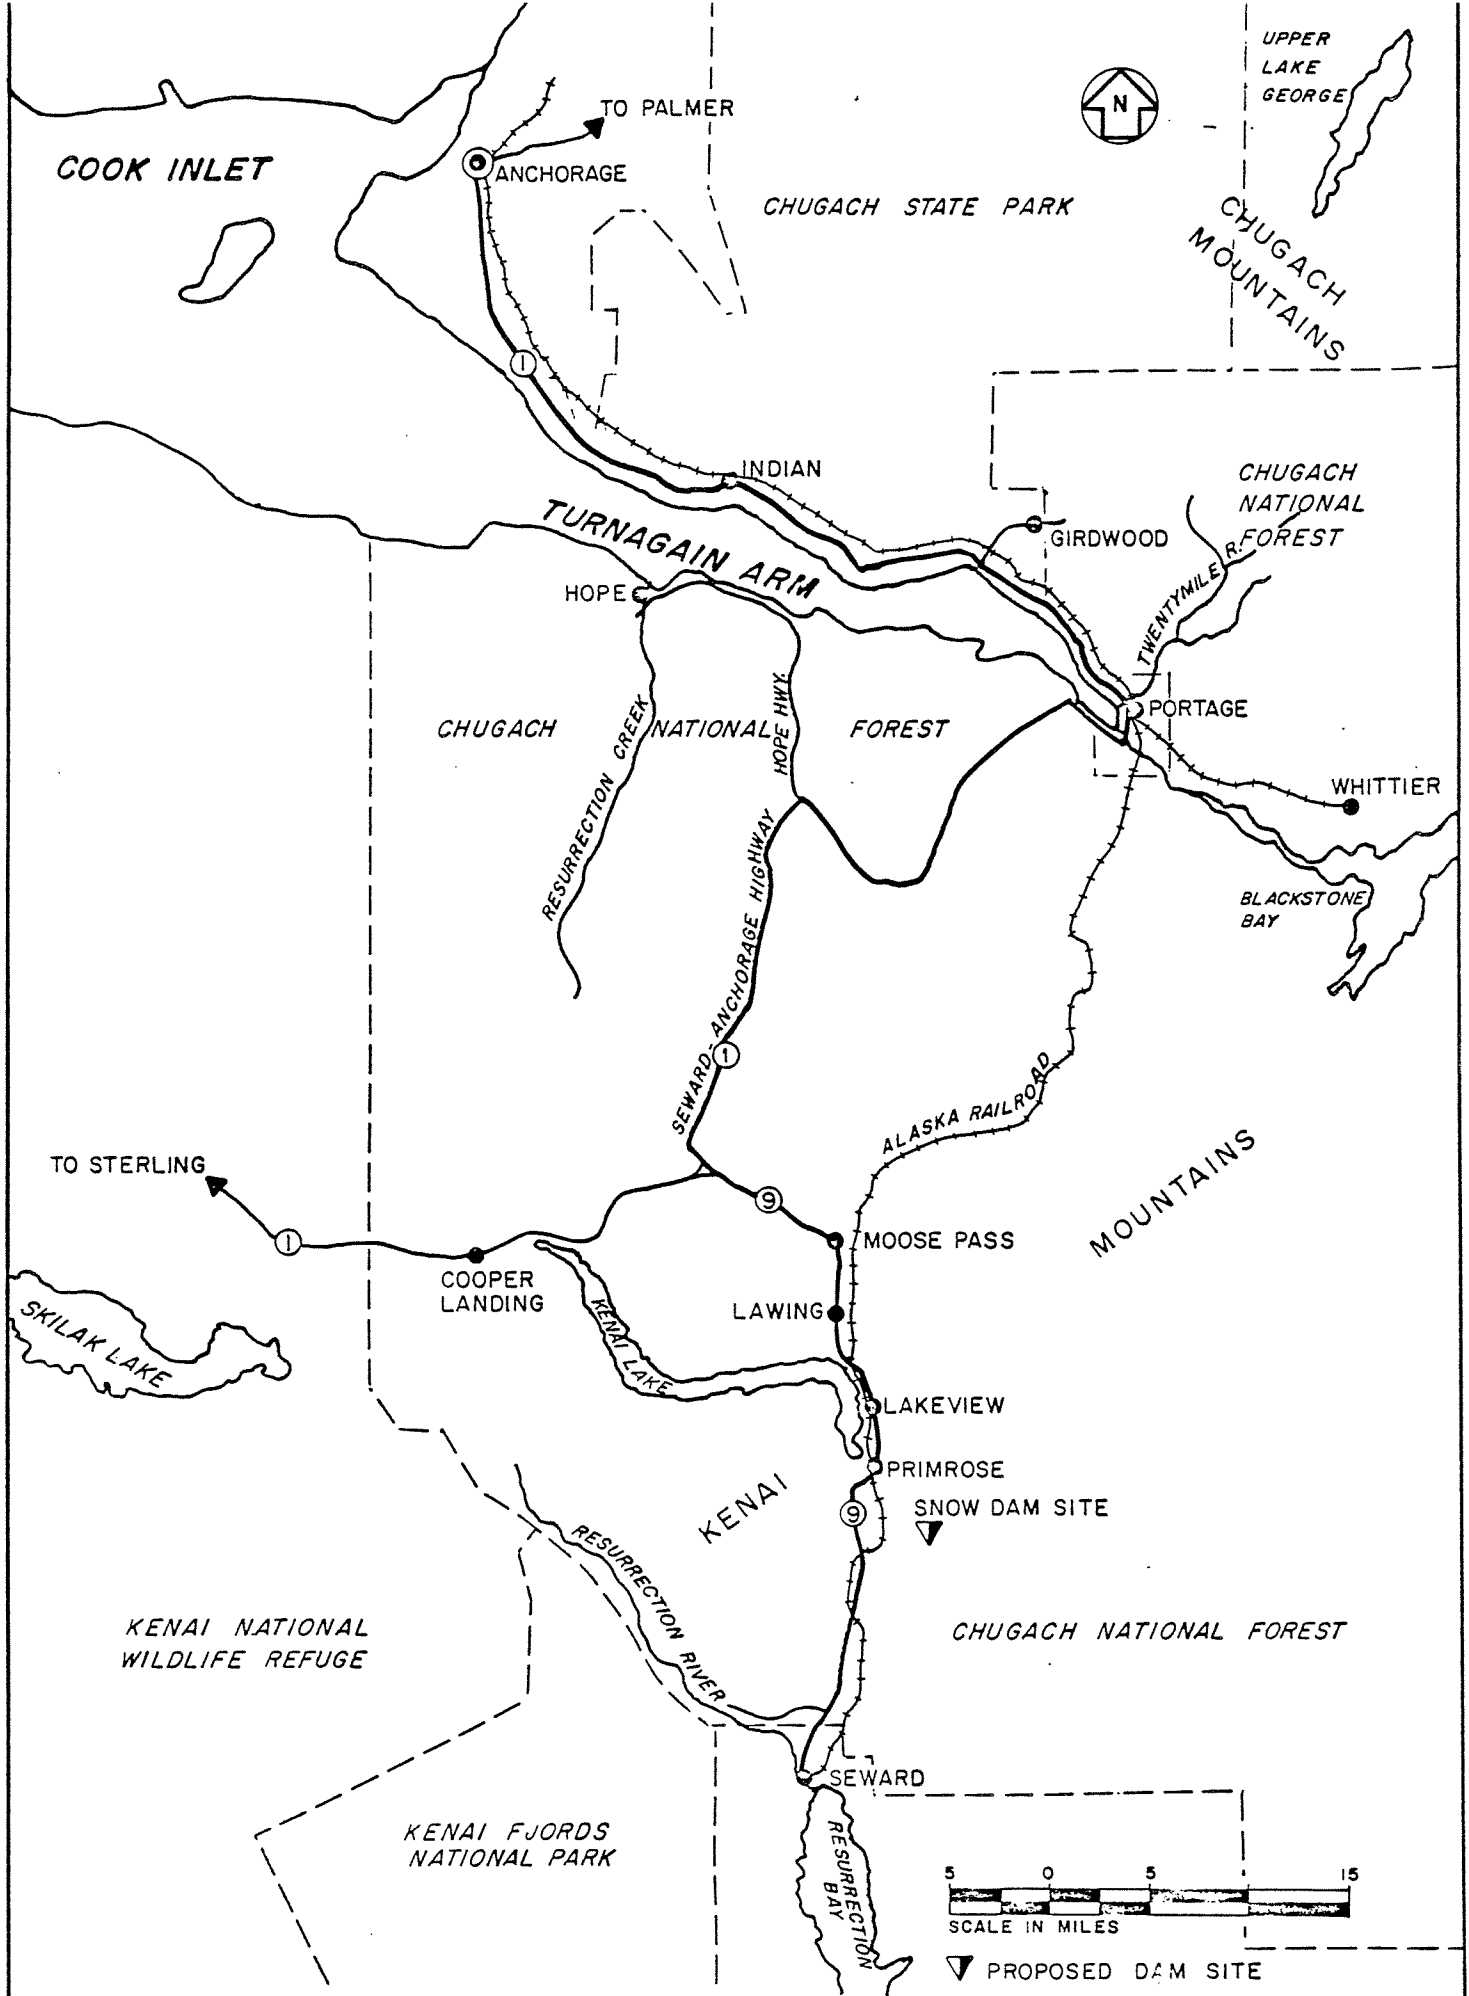 UPPER
LAKE
GEORGE
N
TO PALMER
COOK INLET
ANCHORAGE
CHUGACH STATE PARK
CHUGACH
MOUNTAINS
1
INDIAN
CHUGACH
NATIONAL
FOREST
TURNAGAIN ARM
GIRDWOOD
TWENTYMILE R.
HOPE
PORTAGE
CHUGACH NATIONAL FOREST
RESURRECTION CREEK
HOPE HWY.
WHITTIER
SEWARD-ANCHORAGE HIGHWAY
BLACKSTONE
BAY
1
ALASKA RAILROAD
TO STERLING
MOUNTAINS
9
1
MOOSE PASS
COOPER
LANDING
LAWING
SKILAK LAKE
KENAI LAKE
KENAI LAKE
LAKEVIEW
PRIMROSE
KENAI
SNOW DAM SITE
9
RESURRECTION RIVER
KENAI NATIONAL
WILDLIFE REFUGE
CHUGACH NATIONAL FOREST
SEWARD
KENAI FJORDS
NATIONAL PARK
RESURRECTION
BAY
5 0 5 15
SCALE IN MILES
PROPOSED DAM SITE